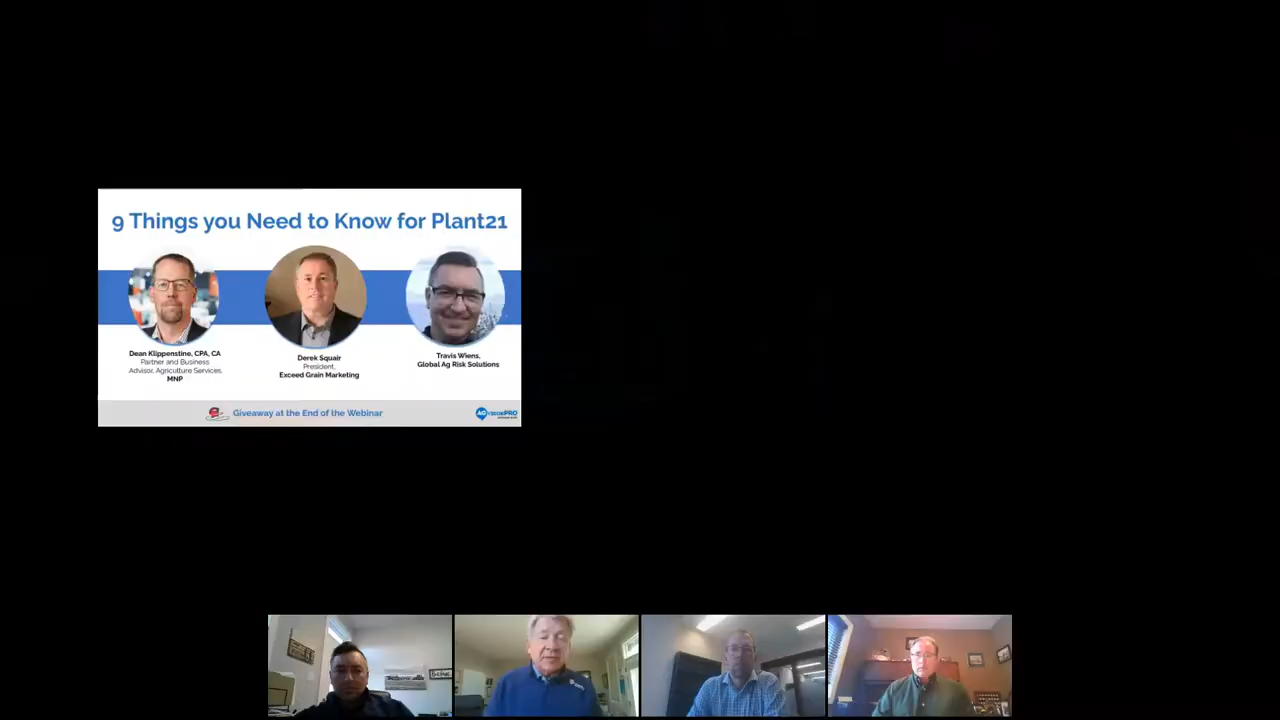 9 Things you Need to Know for Plant21
Dean Klippenstine, CPA, CA
Partner and Business
Advisor, Agriculture Services,
MNP
Derek Squair
President,
Exceed Grain Marketing
Travis Wiens,
Global Ag Risk Solutions
Giveaway at the End of the Webinar
AGVISORPRO